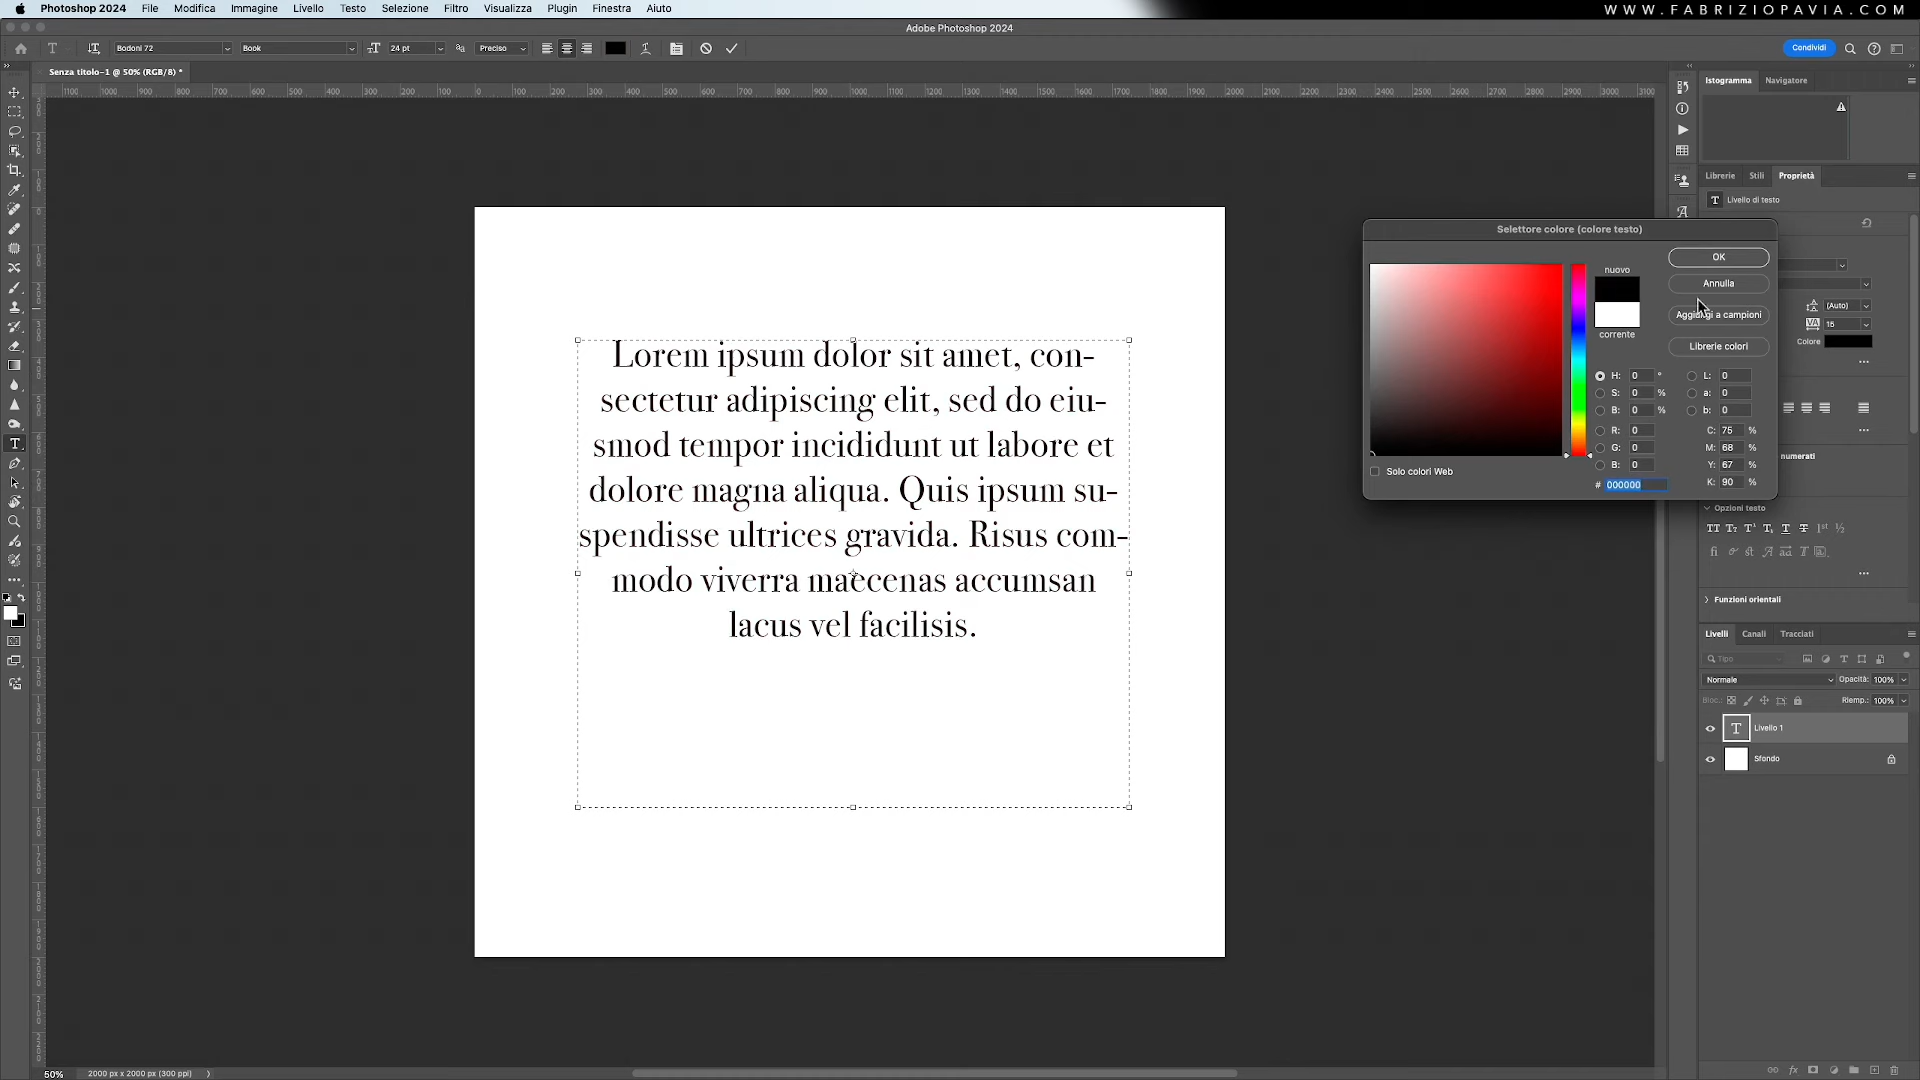 Photoshop 2024 File Modifica Immagine Livello Testo Selezione Filtro Visualizza Plugin Finestra Aiuto
WWW.FABRIZIOPAVIA.COM
Adobe Photoshop 2024
Bodoni 72 Book 24 pt Preciso Condividi
Senza titolo-1 @ 50% (RGB/8) *
Istogramma Navigatore
Librerie Stili Proprietà
Livello di testo
Selettore colore (colore testo)
nuovo
corrente
OK
Annulla
Aggiungi a campioni
Librerie colori
H: 0 ° L: 0
S: 0 % a: 0
B: 0 % b: 0
R: 0 C: 75 %
G: 0 M: 68 %
B: 0 Y: 67 %
# 000000 K: 90 %
Solo colori Web
(Auto)
15
Colore
numerati
Opzioni testo
Funzioni orientali
Lorem ipsum dolor sit amet, con-
sectetur adipiscing elit, sed do eiu-
smod tempor incididunt ut labore et
dolore magna aliqua. Quis ipsum su-
spendisse ultrices gravida. Risus com-
modo viverra maecenas accumsan
lacus vel facilisis.
Livelli Canali Tracciati
Tipo
Normale Opacità: 100%
Bloc.: Riemp.: 100%
Livello 1
Sfondo
50% 2000 px x 2000 px (300 ppi)